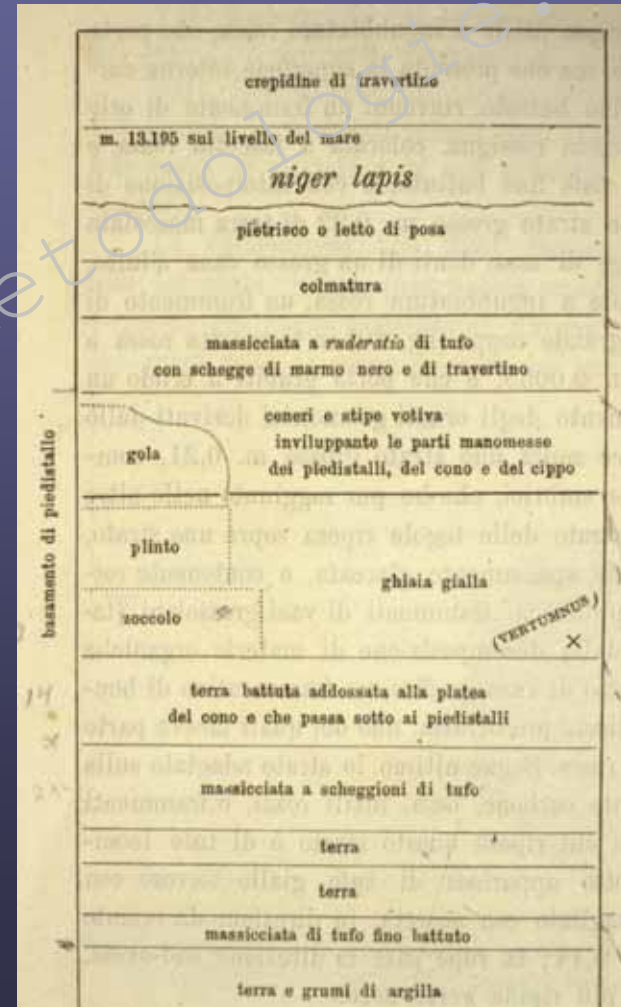 crepidine di travertino
m. 13.195 sul livello del mare
niger lapis
pietrisco o letto di posa
colmatura
massicciata a ruderatio di tufo
con schegge di marmo nero e di travertino
basamento di piedistallo
gola
ceneri e stipe votiva
inviluppante le parti manomesse
dei piedistalli, del cono e del cippo
plinto
ghiaia gialla
zoccolo
(VERTUMNUS)
×
terra battuta addossata alla platea
del cono e che passa sotto ai piedistalli
massicciata a scheggioni di tufo
terra
terra
massicciata di tufo fino battuto
terra e grumi di argilla
14